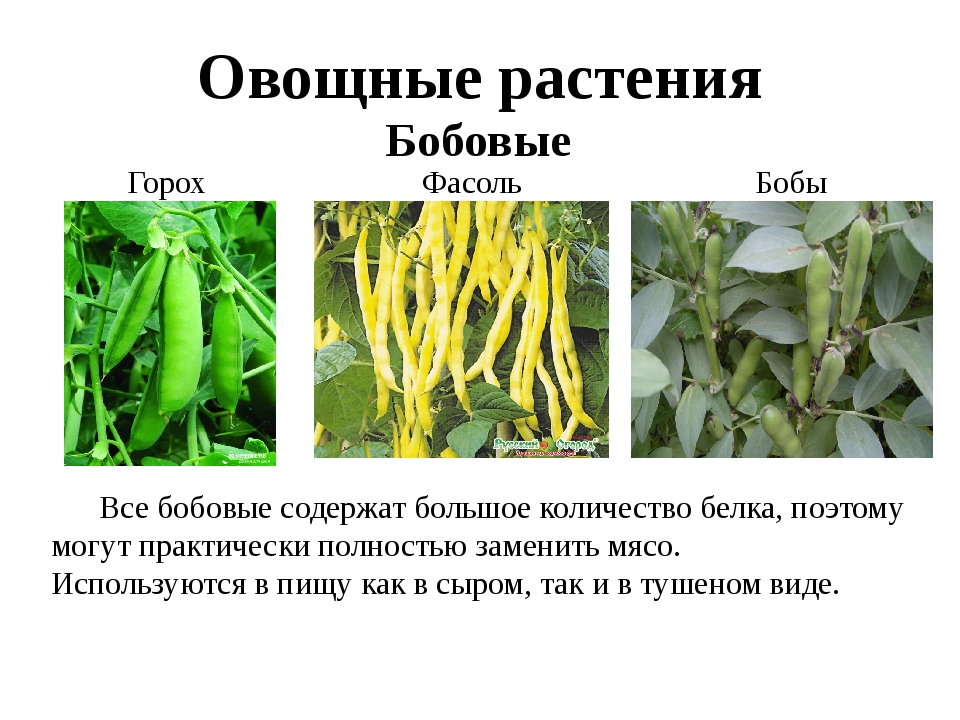 Овощные растения
Бобовые
Горох Фасоль Бобы
Русский Огород
Все бобовые содержат большое количество белка, поэтому
могут практически полностью заменить мясо.
Используются в пищу как в сыром, так и в тушеном виде.